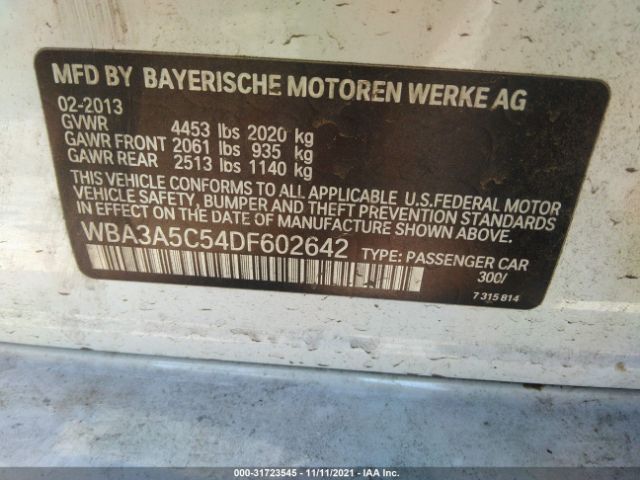 MFD BY BAYERISCHE MOTOREN WERKE AG
02-2013
GVWR 4453 lbs 2020 kg
GAWR FRONT 2061 lbs 935 kg
GAWR REAR 2513 lbs 1140 kg
THIS VEHICLE CONFORMS TO ALL APPLICABLE U.S.FEDERAL MOTOR
VEHICLE SAFETY, BUMPER AND THEFT PREVENTION STANDARDS
IN EFFECT ON THE DATE OF MANUFACTURE SHOWN ABOVE.
WBA3A5C54DF602642 TYPE: PASSENGER CAR
300/
7 315 814
000-31723545 - 11/11/2021 - IAA Inc.